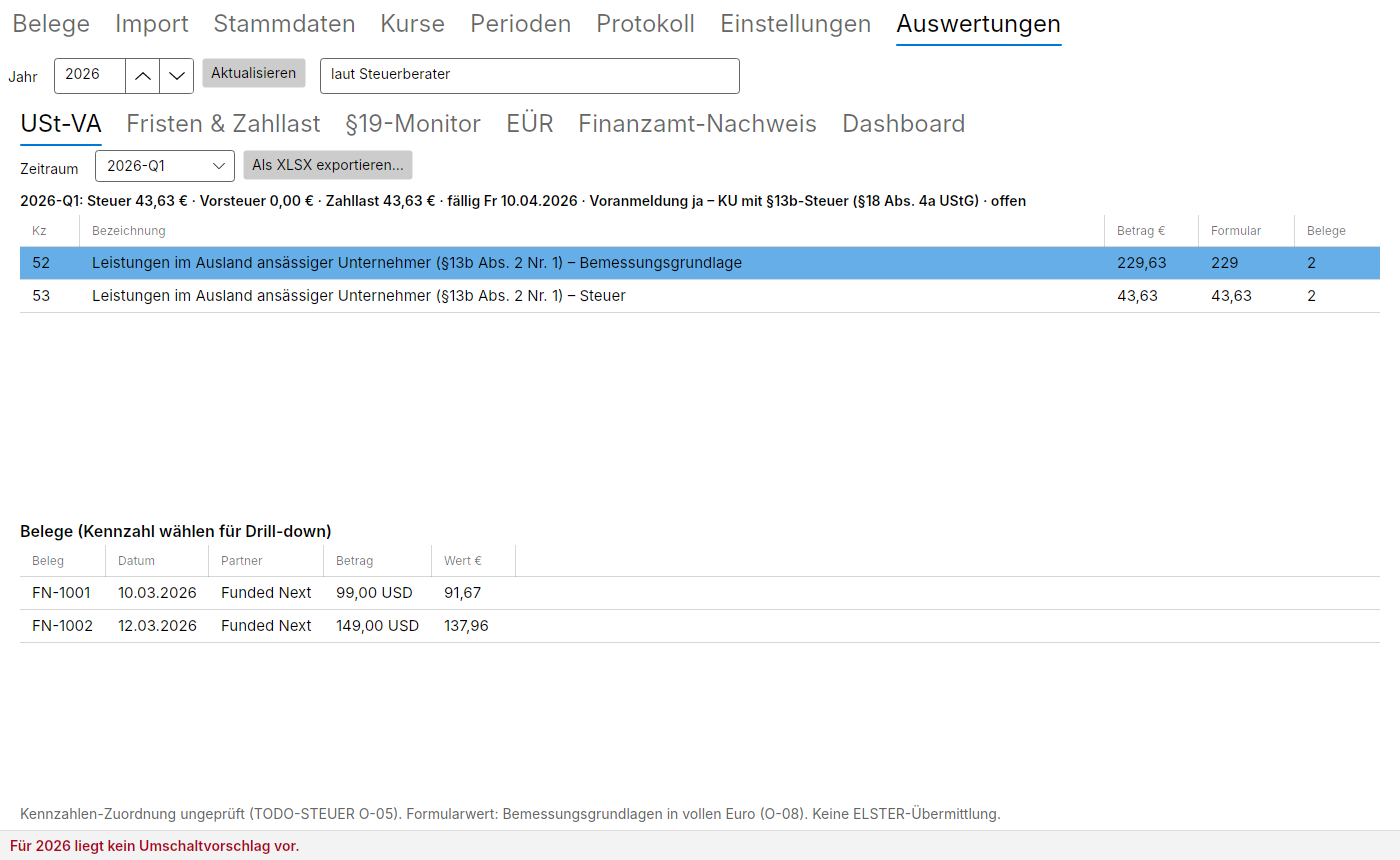 Belege Import Stammdaten Kurse Perioden Protokoll Einstellungen Auswertungen
Jahr 2026 Aktualisieren laut Steuerberater
USt-VA Fristen & Zahllast §19-Monitor EÜR Finanzamt-Nachweis Dashboard
Zeitraum 2026-Q1 Als XLSX exportieren...
2026-Q1: Steuer 43,63 € · Vorsteuer 0,00 € · Zahllast 43,63 € · fällig Fr 10.04.2026 · Voranmeldung ja – KU mit §13b-Steuer (§18 Abs. 4a UStG) · offen
Kz Bezeichnung Betrag € Formular Belege
52 Leistungen im Ausland ansässiger Unternehmer (§13b Abs. 2 Nr. 1) – Bemessungsgrundlage 229,63 229 2
53 Leistungen im Ausland ansässiger Unternehmer (§13b Abs. 2 Nr. 1) – Steuer 43,63 43,63 2
Belege (Kennzahl wählen für Drill-down)
Beleg Datum Partner Betrag Wert €
FN-1001 10.03.2026 Funded Next 99,00 USD 91,67
FN-1002 12.03.2026 Funded Next 149,00 USD 137,96
Kennzahlen-Zuordnung ungeprüft (TODO-STEUER O-05). Formularwert: Bemessungsgrundlagen in vollen Euro (O-08). Keine ELSTER-Übermittlung.
Für 2026 liegt kein Umschaltvorschlag vor.